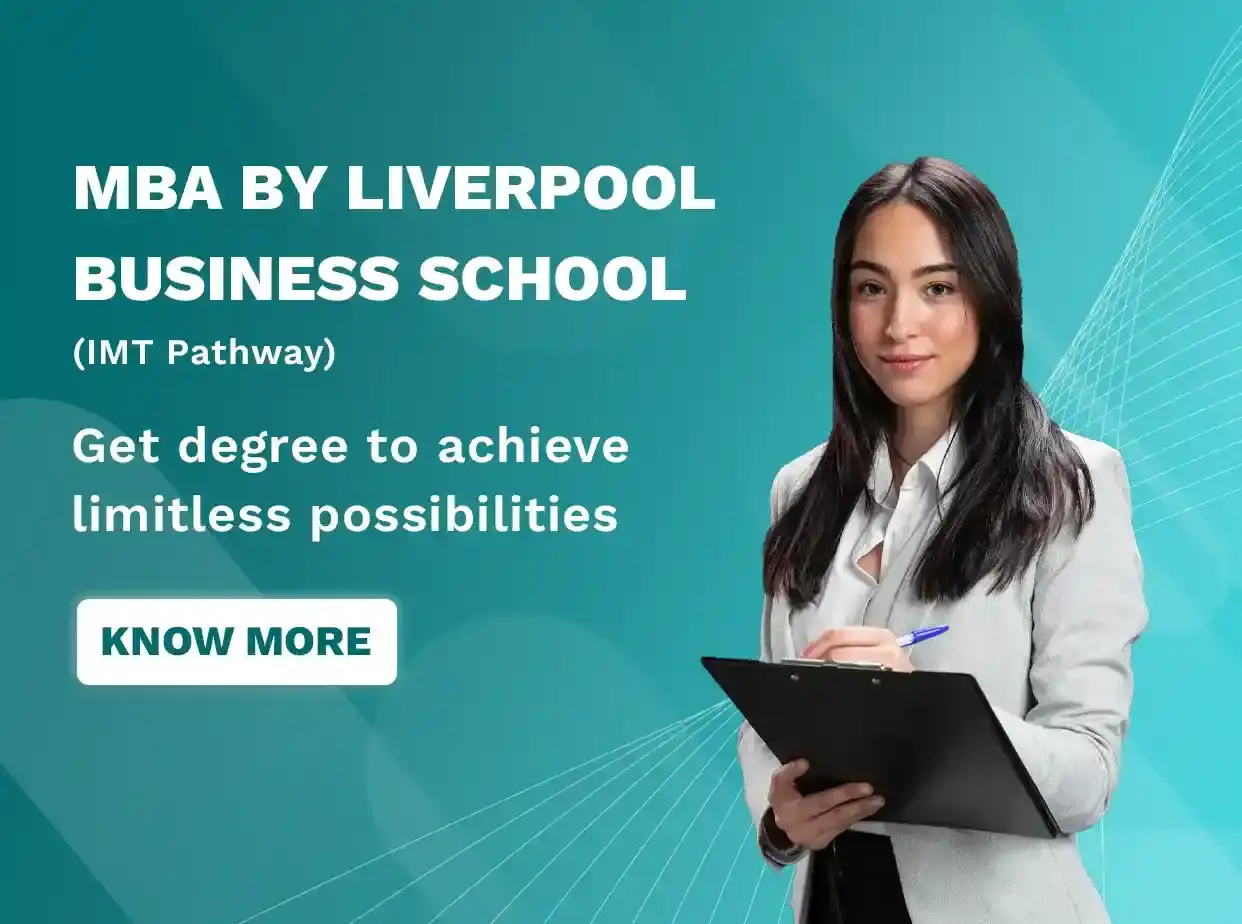 MBA BY LIVERPOOL
BUSINESS SCHOOL
(IMT Pathway)
Get degree to achieve
limitless possibilities
KNOW MORE